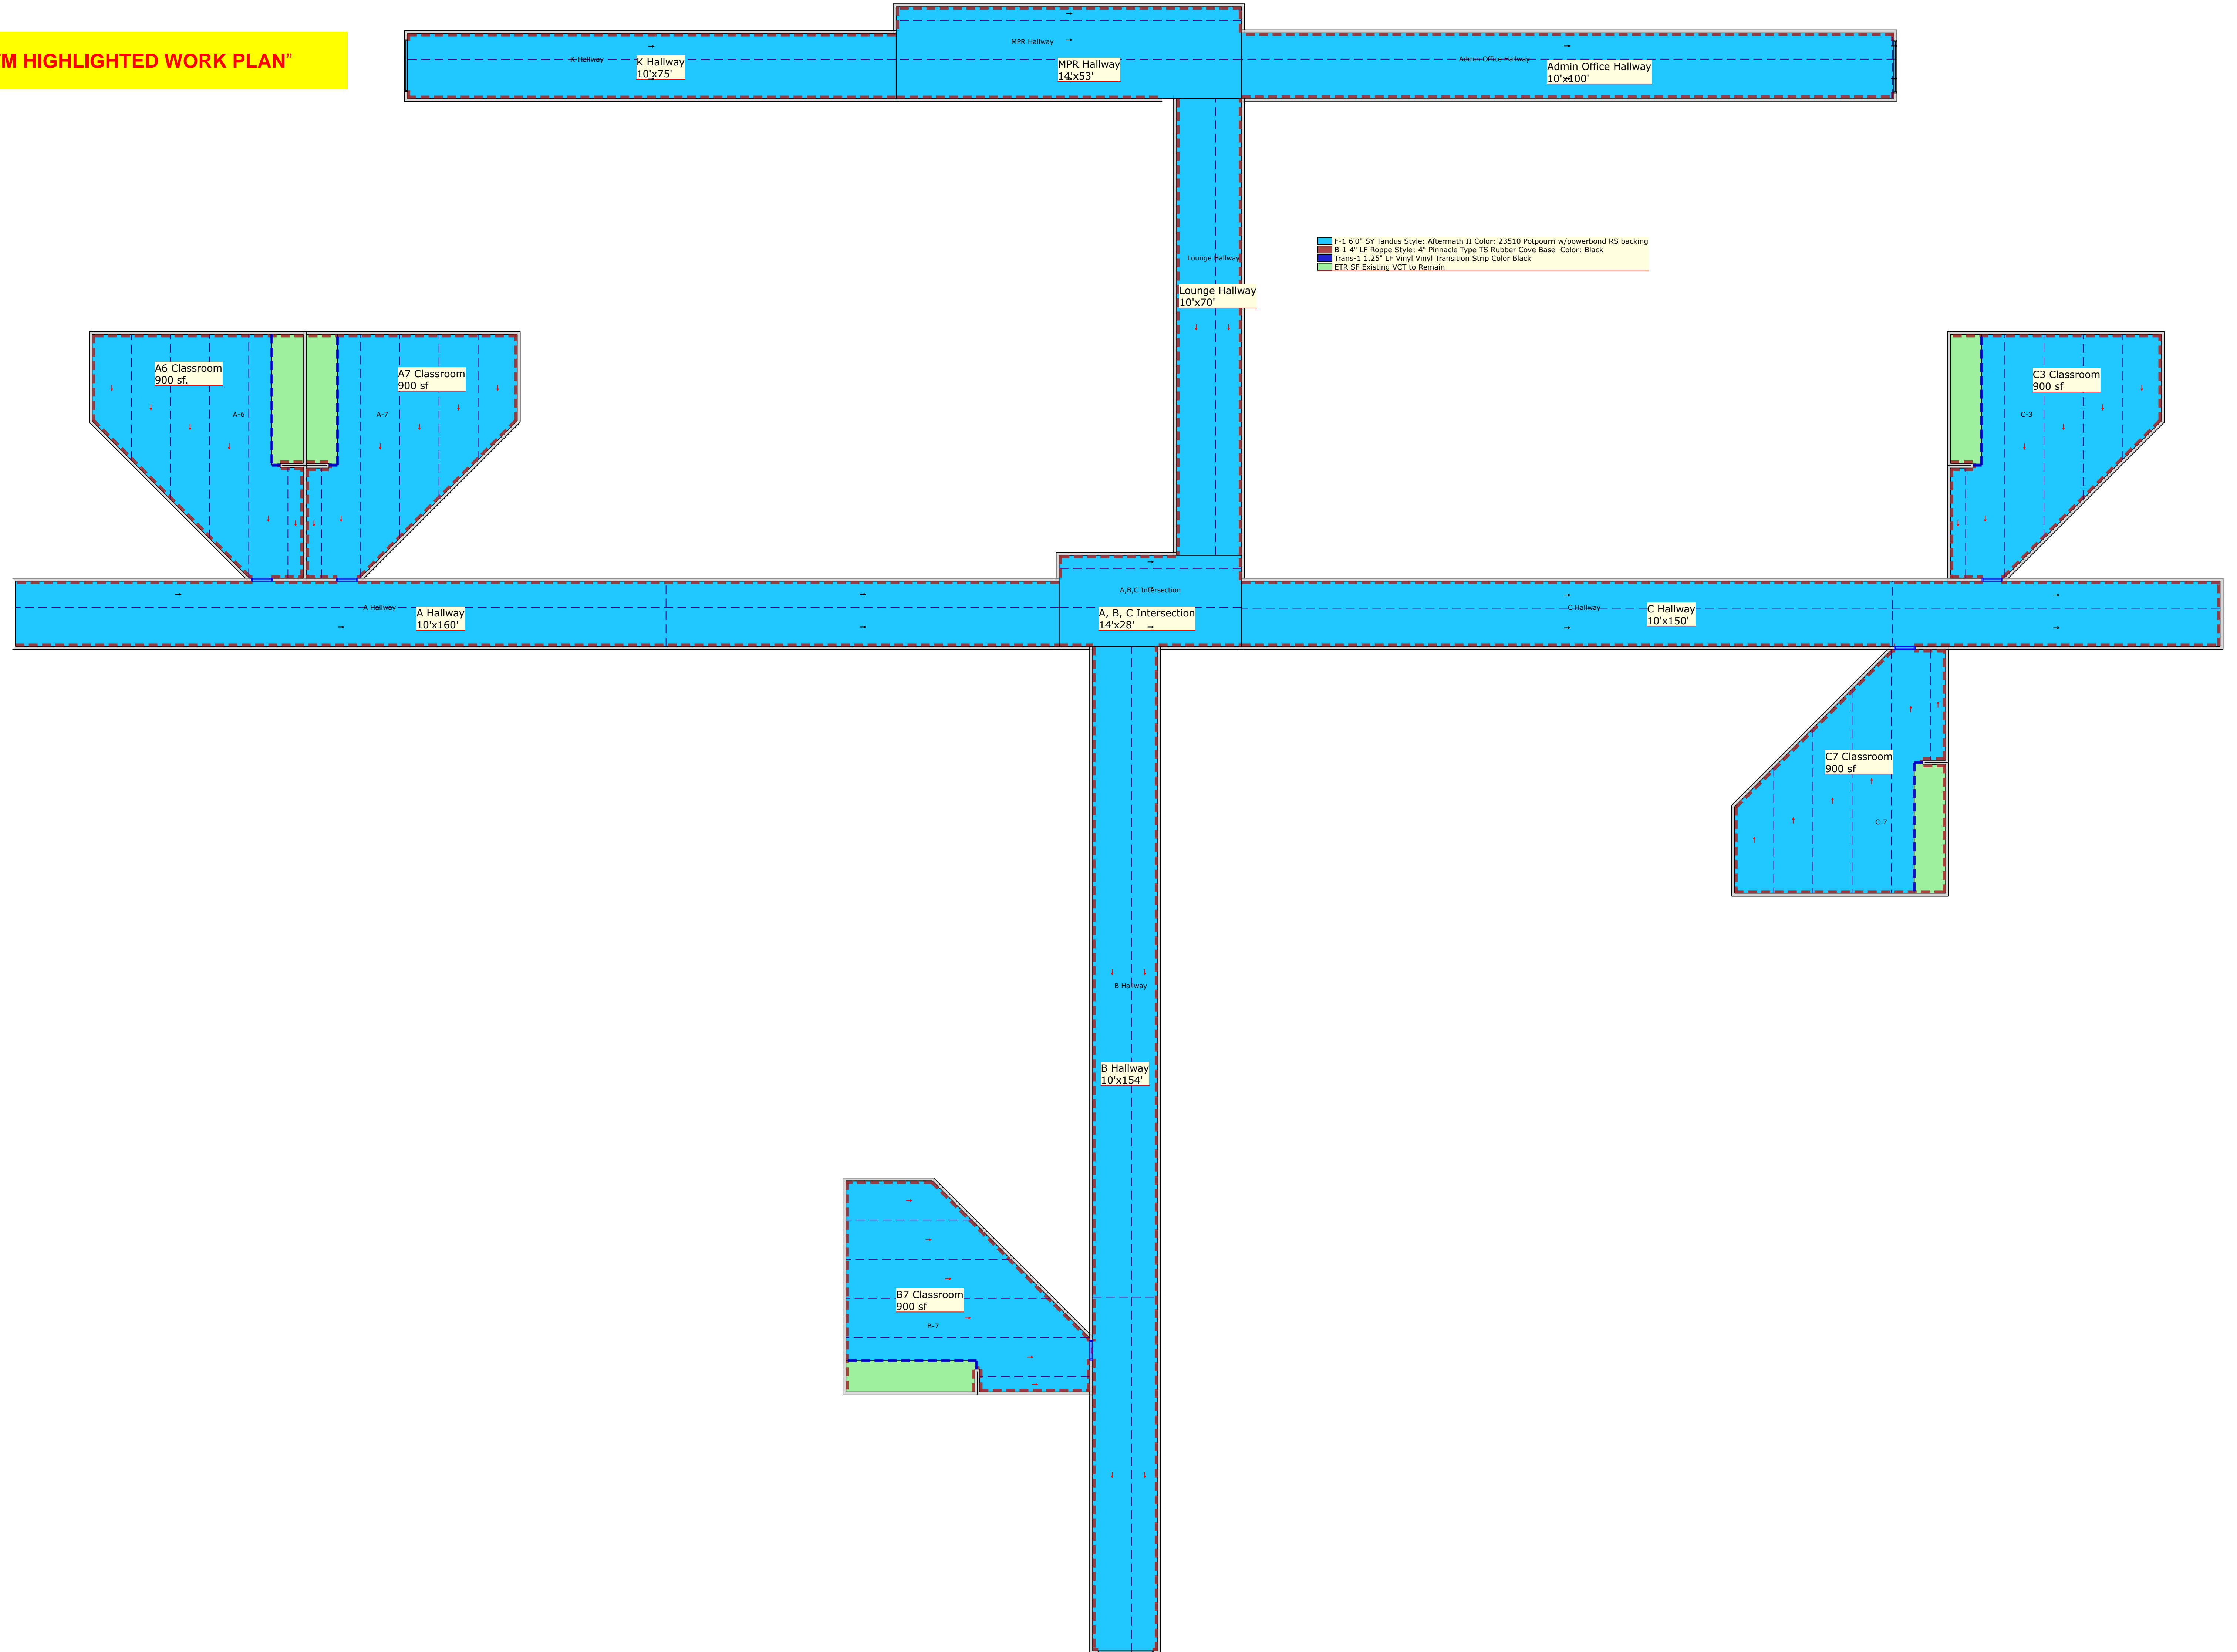 M HIGHLIGHTED WORK PLAN"
K Hallway
K Hallway
10'x75'
MPR Hallway
MPR Hallway
14'x53'
Admin Office Hallway
Admin Office Hallway
10'x100'
Lounge Hallway
Lounge Hallway
10'x70'
F-1 6'0" SY Tandus Style: Aftermath II Color: 23510 Potpourri w/powerbond RS backing
B-1 4" LF Roppe Style: 4" Pinnacle Type TS Rubber Cove Base Color: Black
Trans-1 1.25" LF Vinyl Vinyl Transition Strip Color Black
ETR SF Existing VCT to Remain
A6 Classroom
900 sf.
A-6
A7 Classroom
900 sf
A-7
C3 Classroom
900 sf
C-3
A Hallway
A Hallway
10'x160'
A,B,C Intersection
A, B, C Intersection
14'x28'
C Hallway
C Hallway
10'x150'
C7 Classroom
900 sf
C-7
B Hallway
B Hallway
10'x154'
B7 Classroom
900 sf
B-7